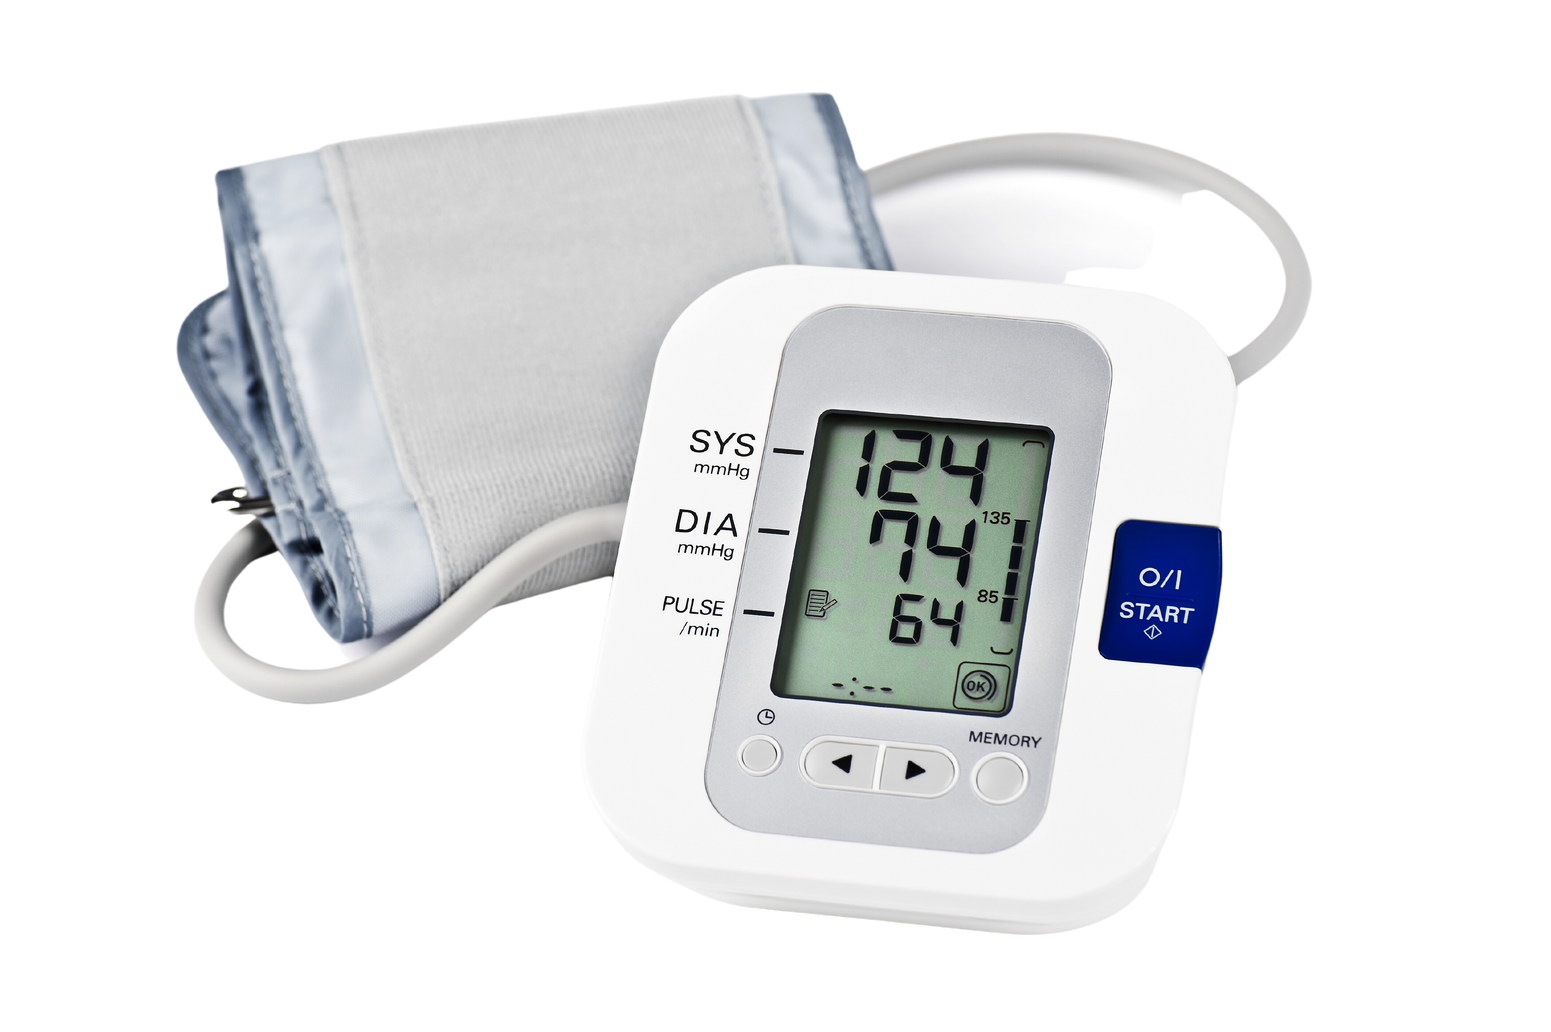 SYS
mmHg
124
DIA
mmHg
74
135
PULSE
/min
64
85
-:--
OK
O/I
START
MEMORY